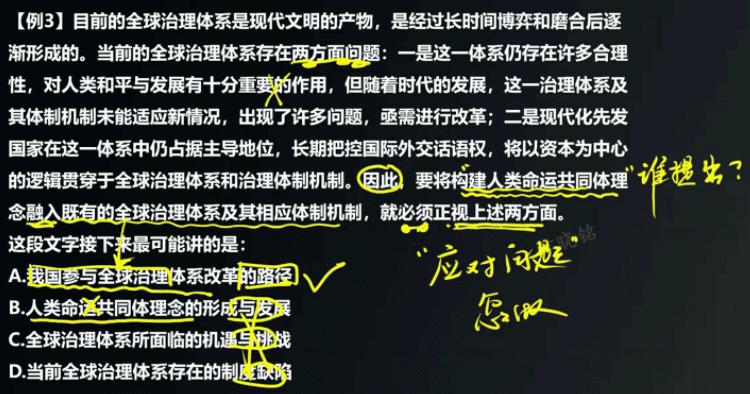 【例3】目前的全球治理体系是现代文明的产物，是经过长时间博弈和磨合后逐
渐形成的。当前的全球治理体系存在两方面问题：一是这一体系仍存在许多合理
性，对人类和平与发展有十分重要的作用，但随着时代的发展，这一治理体系及
其体制机制未能适应新情况，出现了许多问题，亟需进行改革；二是现代化先发
国家在这一体系中仍占据主导地位，长期把控国际外交话语权，将以资本为中心
的逻辑贯穿于全球治理体系和治理体制机制。因此，要将构建人类命运共同体理
"谁提出？
念融入既有的全球治理体系及其相应体制机制，就必须正视上述两方面。
这段文字接下来最可能讲的是：
"应对问题"
A.我国参与全球治理体系改革的路径
怎么做
B.人类命运共同体理念的形成与发展
C.全球治理体系所面临的机遇与挑战
D.当前全球治理体系存在的制度缺陷